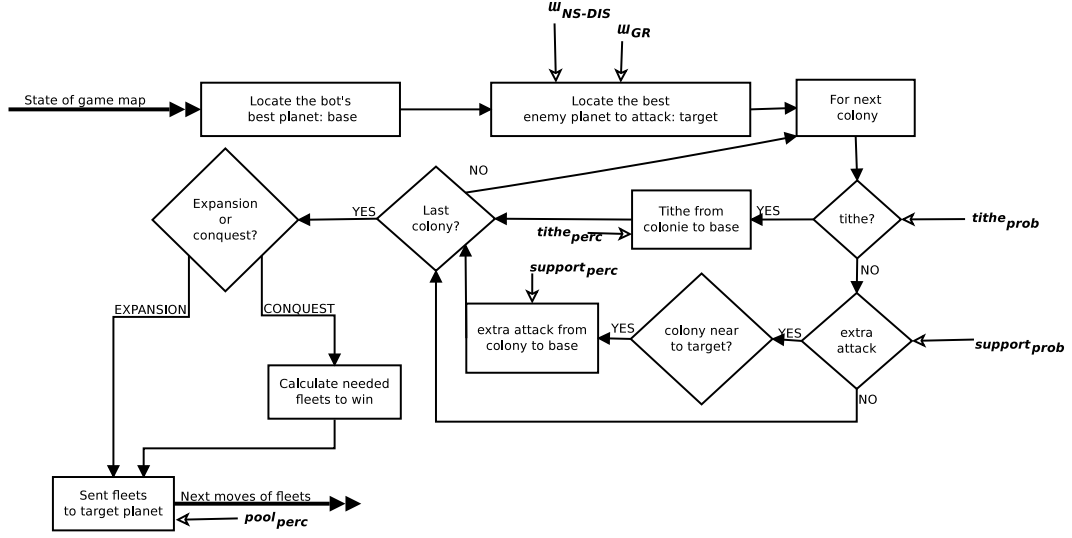 ω_NS-DIS
ω_GR
State of game map
Locate the bot's
best planet: base
Locate the best
enemy planet to attack: target
For next
colony
NO
Expansion
or
conquest?
YES
Last
colony?
Tithe from
colonie to base
YES
tithe?
tithe_prob
tithe_perc
NO
support_perc
EXPANSION
CONQUEST
extra attack from
colony to base
YES
colony near
to target?
YES
extra
attack
support_prob
Calculate needed
fleets to win
NO
Sent fleets
to target planet
Next moves of fleets
pool_perc